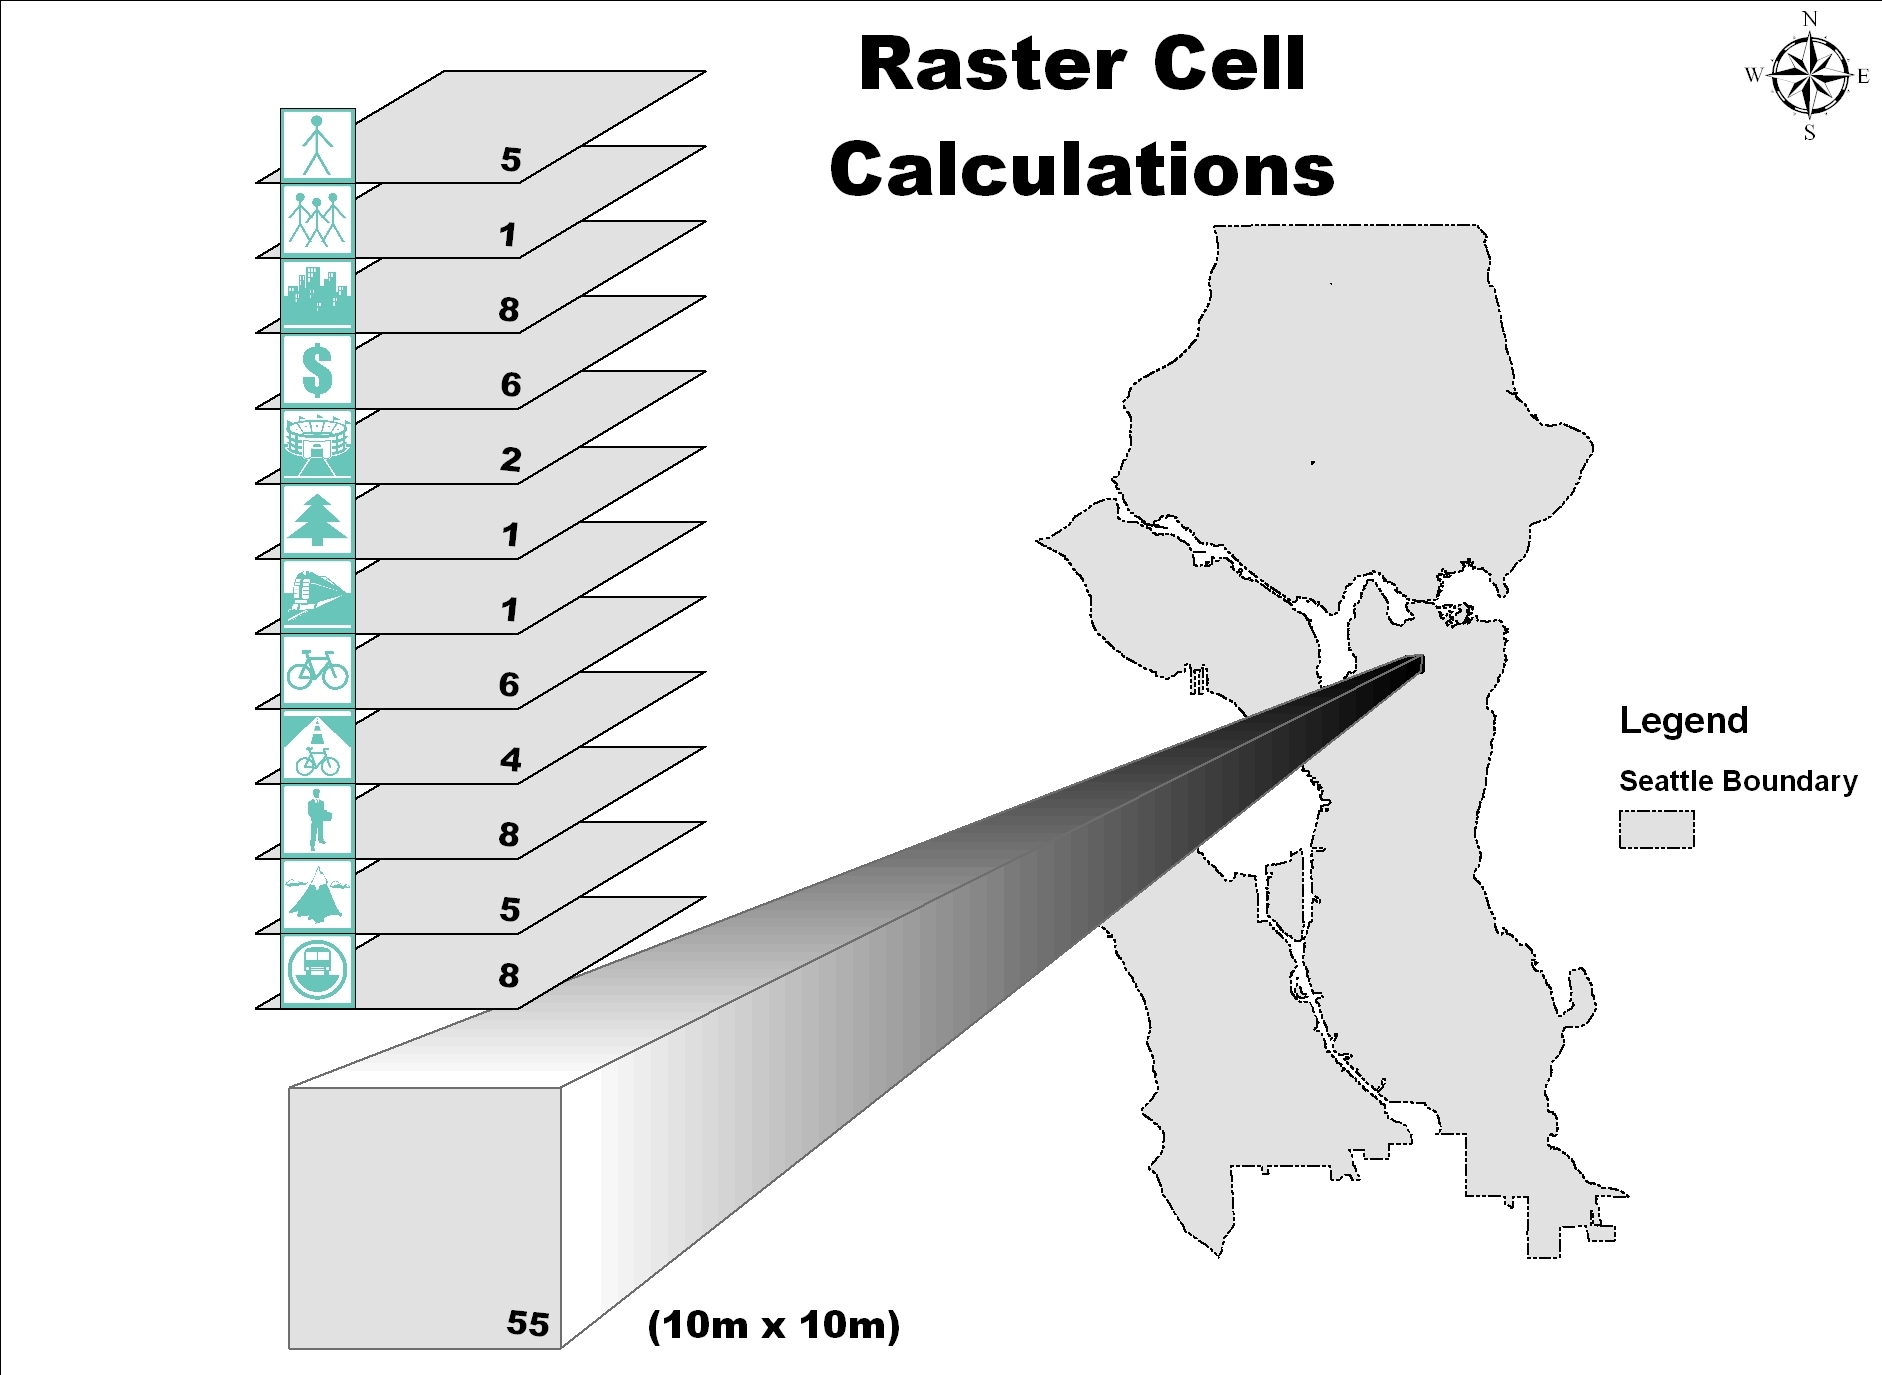 Raster Cell
Calculations
N
W
E
S
5
1
8
6
$
2
1
1
6
4
8
5
8
55
(10m x 10m)
Legend
Seattle Boundary